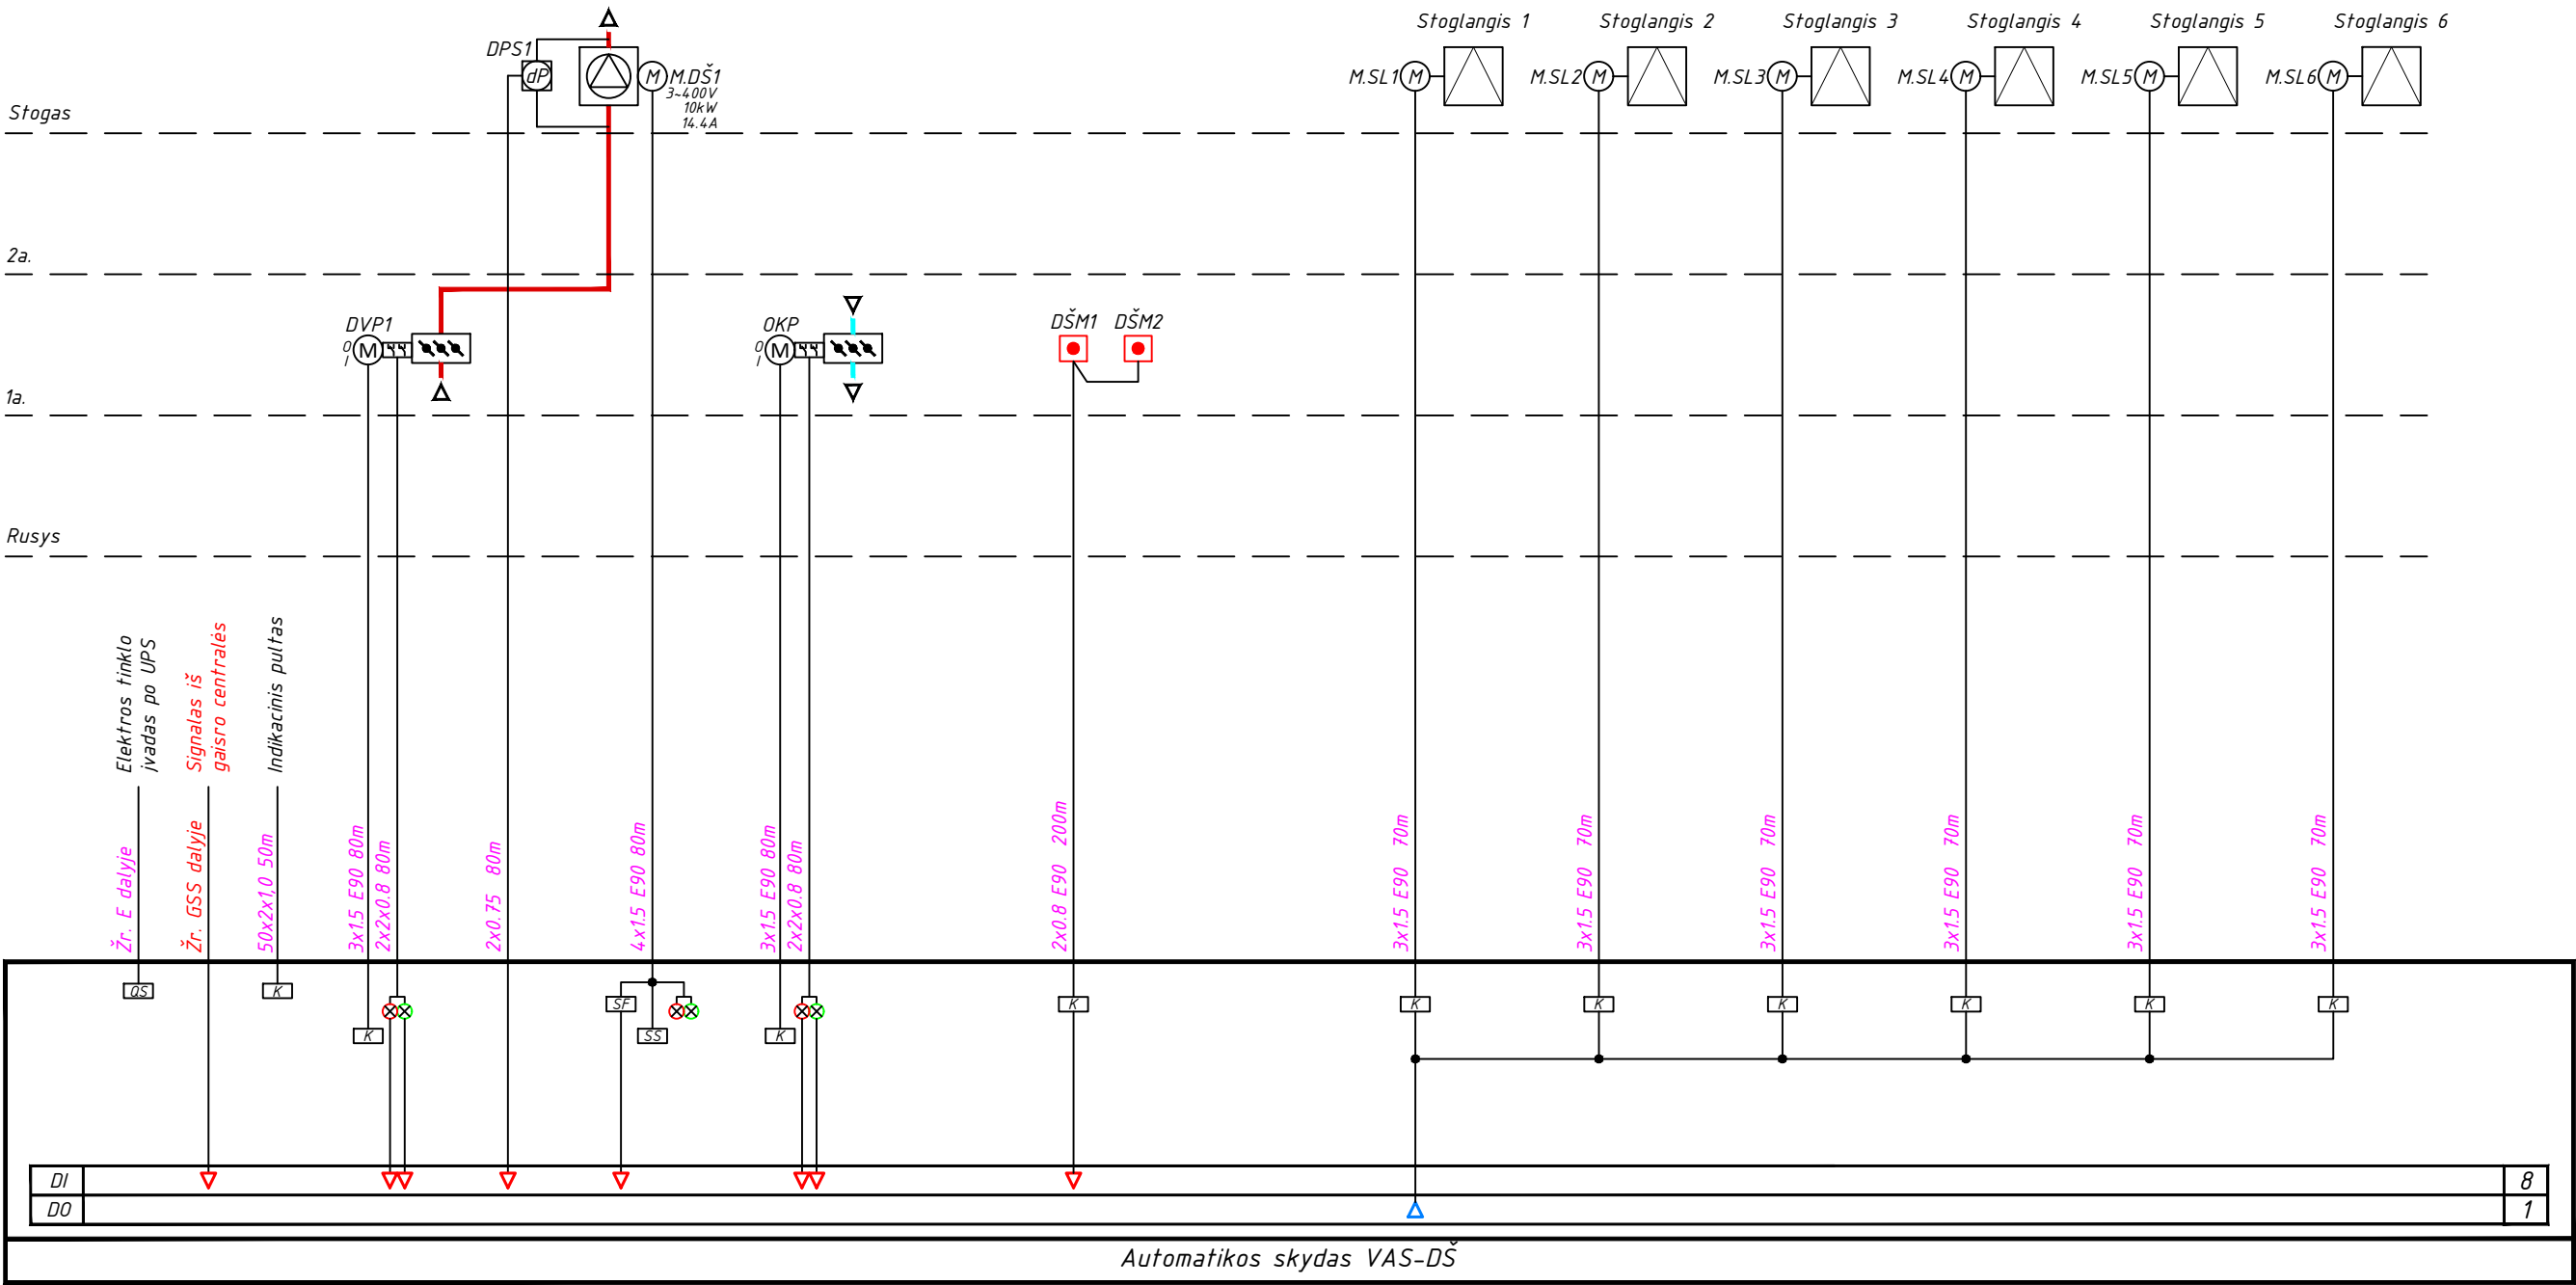 Stoglangis 1
Stoglangis 2
Stoglangis 3
Stoglangis 4
Stoglangis 5
Stoglangis 6
DPS1
dP
M
M.DŠ1
3~400V
10kW
14.4A
M.SL1
M
M.SL2
M
M.SL3
M
M.SL4
M
M.SL5
M
M.SL6
M
Stogas
2a.
DVP1
0
I
M
OKP
0
I
M
DŠM1
DŠM2
1a.
Rusys
Elektros tinklo
įvadas po UPS
Signalas iš
gaisro centralės
Indikacinis pultas
Žr. E dalyje
Žr. GSS dalyje
50x2x1,0 50m
3x1.5 E90 80m
2x2x0.8 80m
2x0.75 80m
4x1.5 E90 80m
3x1.5 E90 80m
2x2x0.8 80m
2x0.8 E90 200m
3x1.5 E90 70m
3x1.5 E90 70m
3x1.5 E90 70m
3x1.5 E90 70m
3x1.5 E90 70m
3x1.5 E90 70m
QS
K
K
SF
SS
K
K
K
K
K
K
K
K
DI
8
DO
1
Automatikos skydas VAS-DŠ